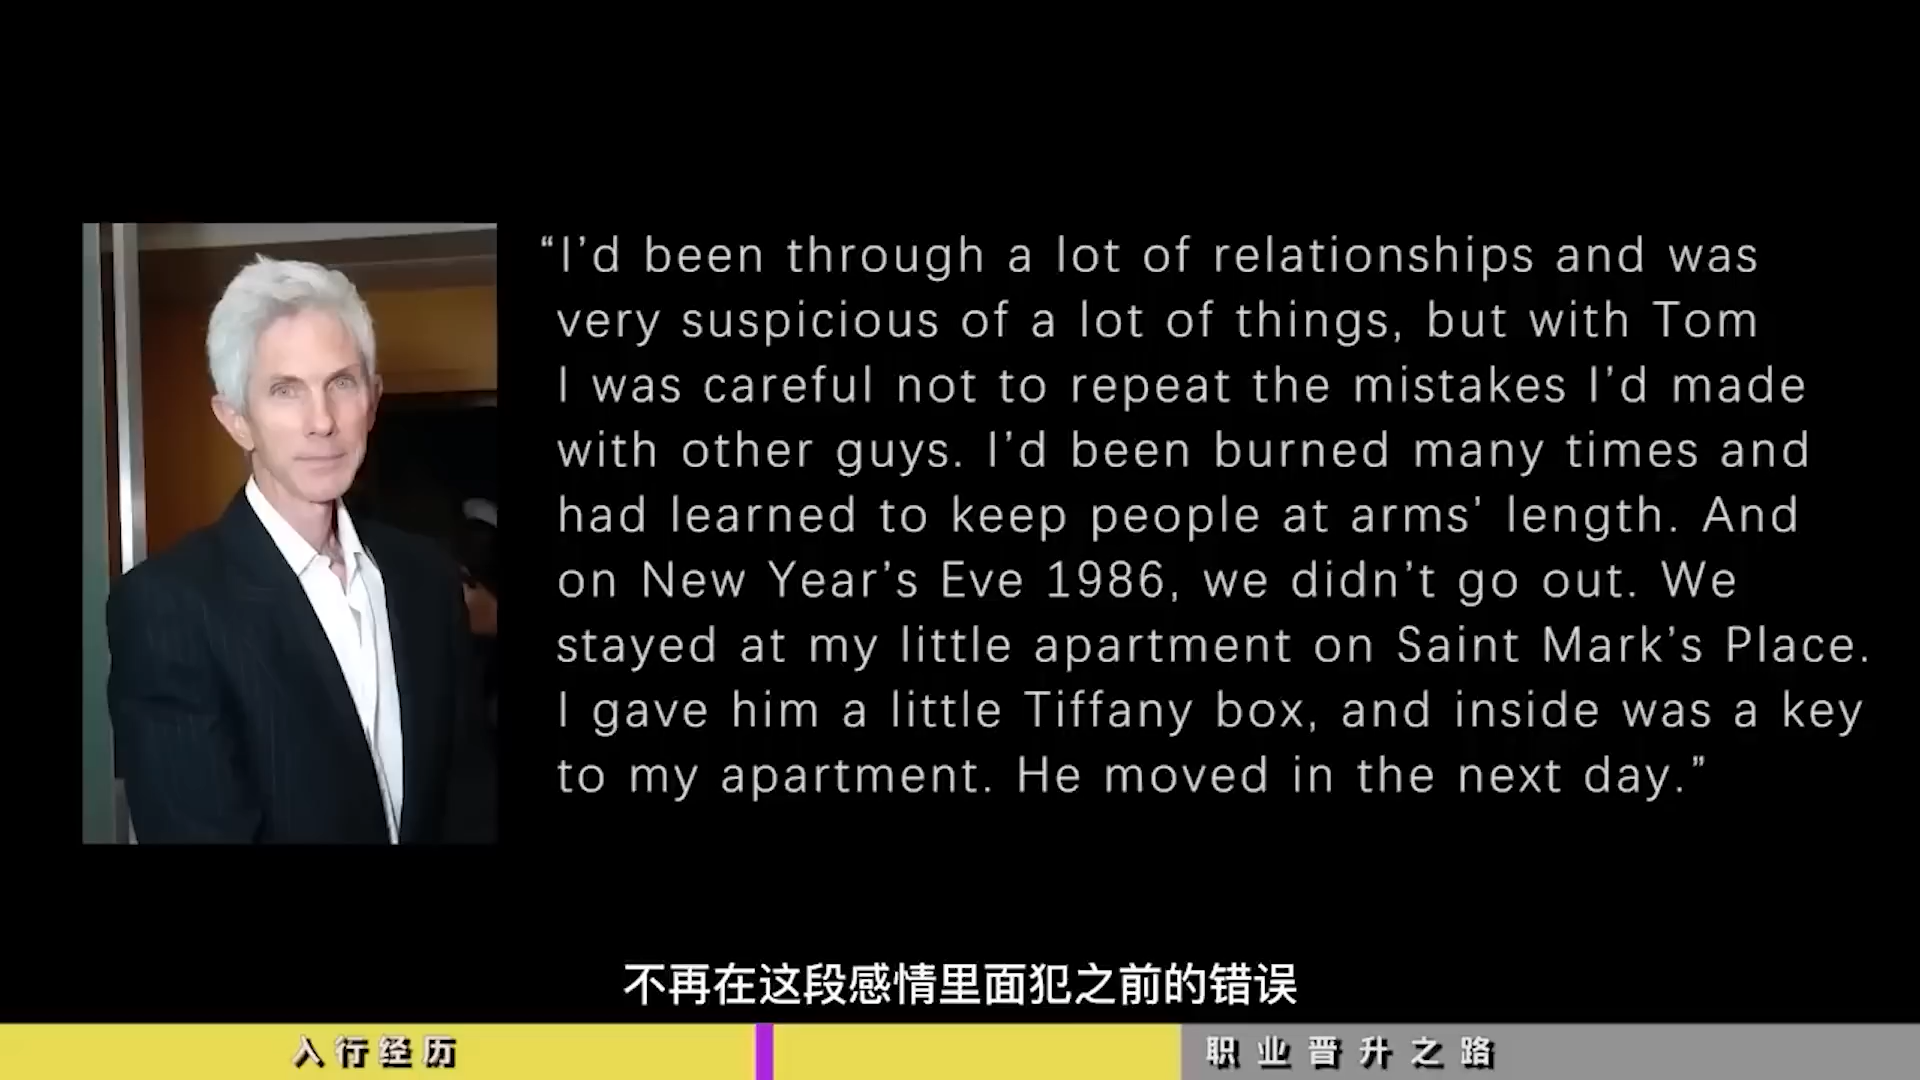 “I’d been through a lot of relationships and was
very suspicious of a lot of things, but with Tom
I was careful not to repeat the mistakes I’d made
with other guys. I’d been burned many times and
had learned to keep people at arms’ length. And
on New Year’s Eve 1986, we didn’t go out. We
stayed at my little apartment on Saint Mark’s Place.
I gave him a little Tiffany box, and inside was a key
to my apartment. He moved in the next day.”
不再在这段感情里面犯之前的错误
入行经历
职业晋升之路